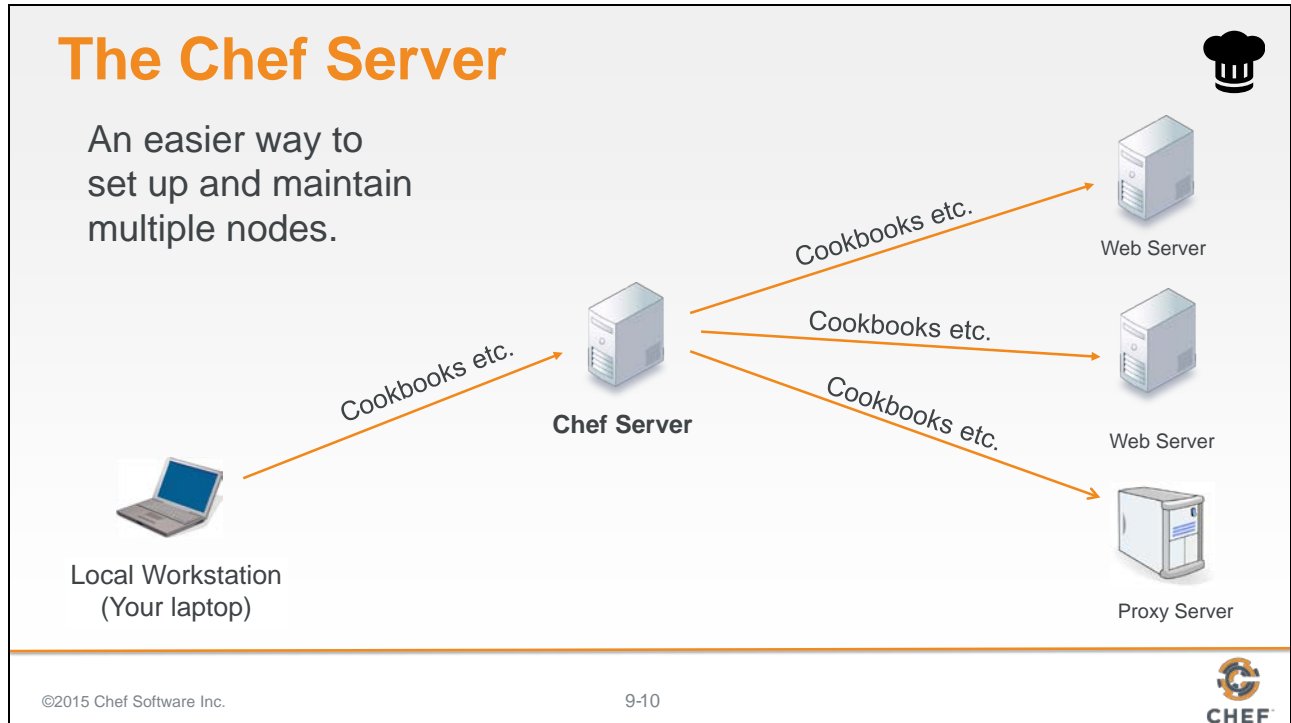 The Chef Server
An easier way to
set up and maintain
multiple nodes.
Cookbooks etc.
Web Server
Cookbooks etc.
Cookbooks etc.
Chef Server
Cookbooks etc.
Web Server
Local Workstation
(Your laptop)
Proxy Server
©2015 Chef Software Inc.
9-10
CHEF